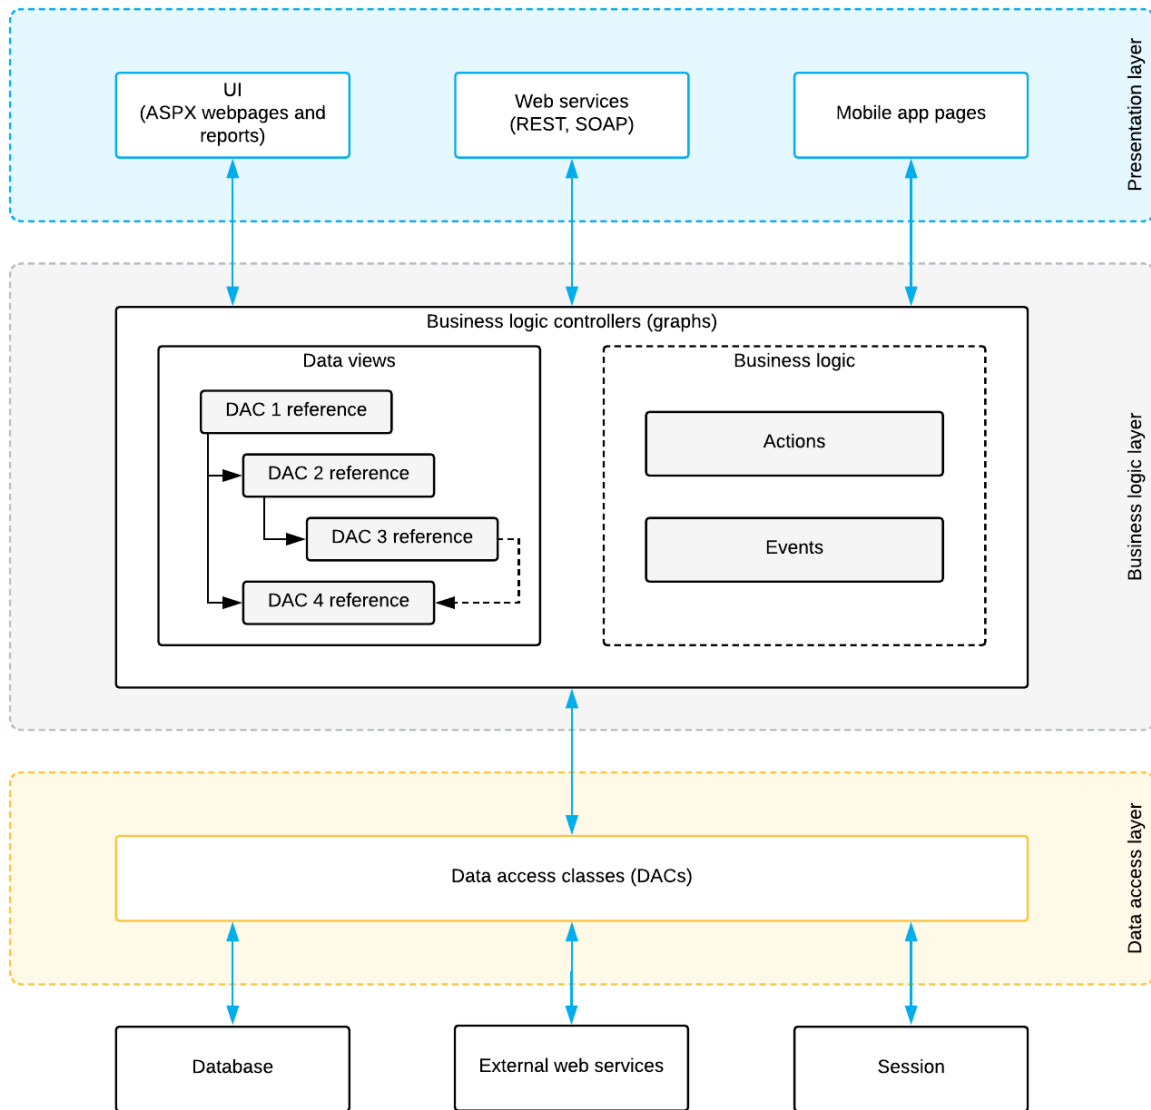 Presentation layer
UI
(ASPX webpages and
reports)
Web services
(REST, SOAP)
Mobile app pages
Business logic layer
Business logic controllers (graphs)
Data views
DAC 1 reference
DAC 2 reference
DAC 3 reference
DAC 4 reference
Business logic
Actions
Events
Data access layer
Data access classes (DACs)
Database
External web services
Session